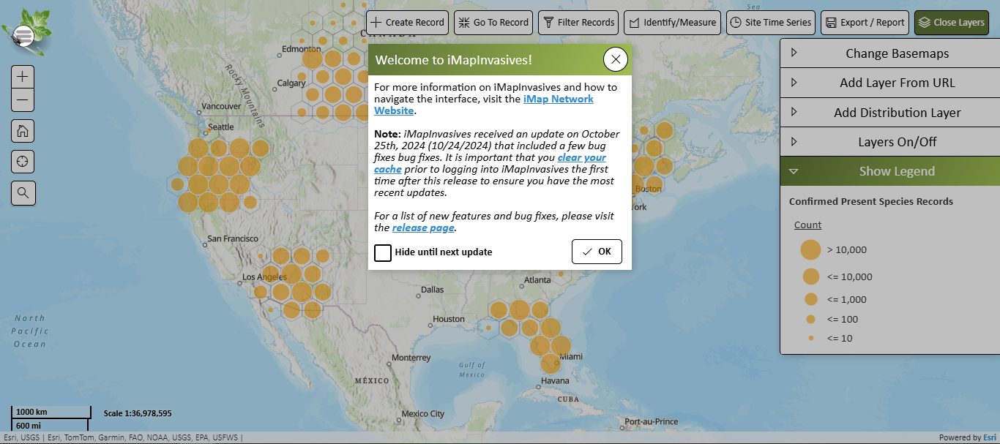 Sea
Create Record
Go To Record
Filter Records
Identify/Measure
Site Time Series
Export / Report
Close Layers
CANADA
Edmonton
Rocky Mountains
Calgary
Vancouver
Seattle
San Francisco
Los Angeles
Welcome to iMapInvasives!
For more information on iMapInvasives and how to
navigate the interface, visit the iMap Network
Website.
Note: iMapInvasives received an update on October
25th, 2024 (10/24/2024) that included a few bug
fixes bug fixes. It is important that you clear your
cache prior to logging into iMapInvasives the first
time after this release to ensure you have the most
recent updates.
For a list of new features and bug fixes, please visit
the release page.
Hide until next update
OK
Boston
ork
Atlanta
Dallas
Houston
Monterrey
Gulf of
Mexico
Miami
MÉXICO
Havana
CUBA
Mexico City
Port-au-Prince
North
Pacific
Ocean
Change Basemaps
Add Layer From URL
Add Distribution Layer
Layers On/Off
Show Legend
Confirmed Present Species Records
Count
> 10,000
<= 10,000
<= 1,000
<= 100
<= 10
1000 km
600 mi
Scale 1:36,978,595
Esri, USGS | Esri, TomTom, Garmin, FAO, NOAA, USGS, EPA, USFWS |
Powered by Esri